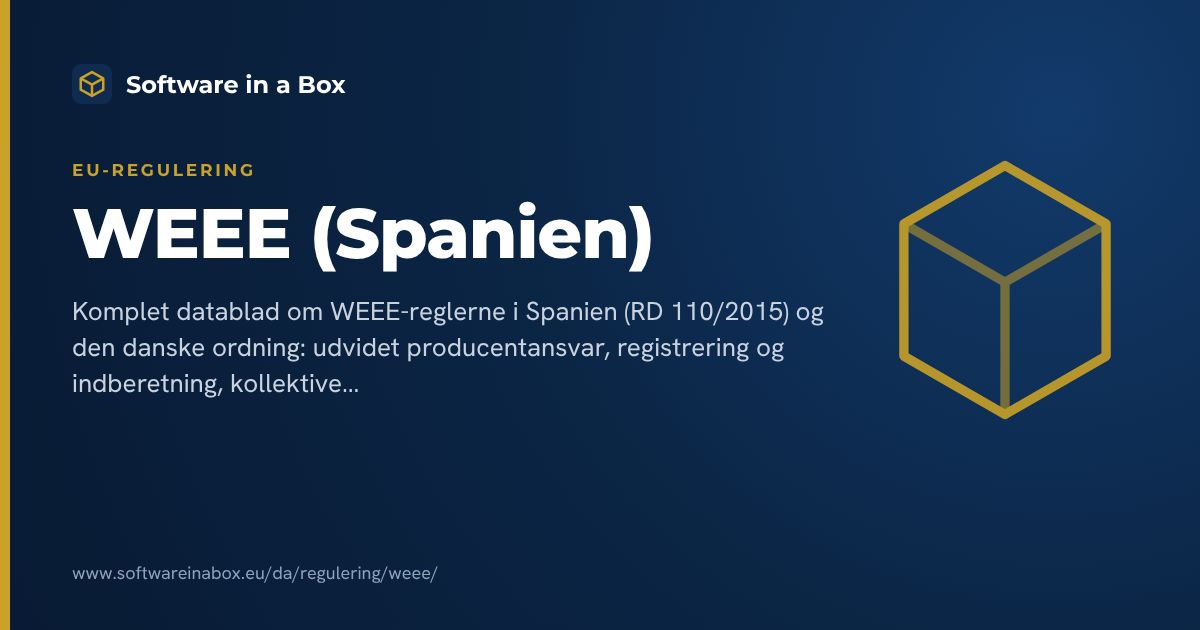 Software in a Box
EU-REGULERING
WEEE (Spanien)
Komplet datablad om WEEE-reglerne i Spanien (RD 110/2015) og
den danske ordning: udvidet producentansvar, registrering og
indberetning, kollektive…
www.softwareinabox.eu/da/regulering/weee/